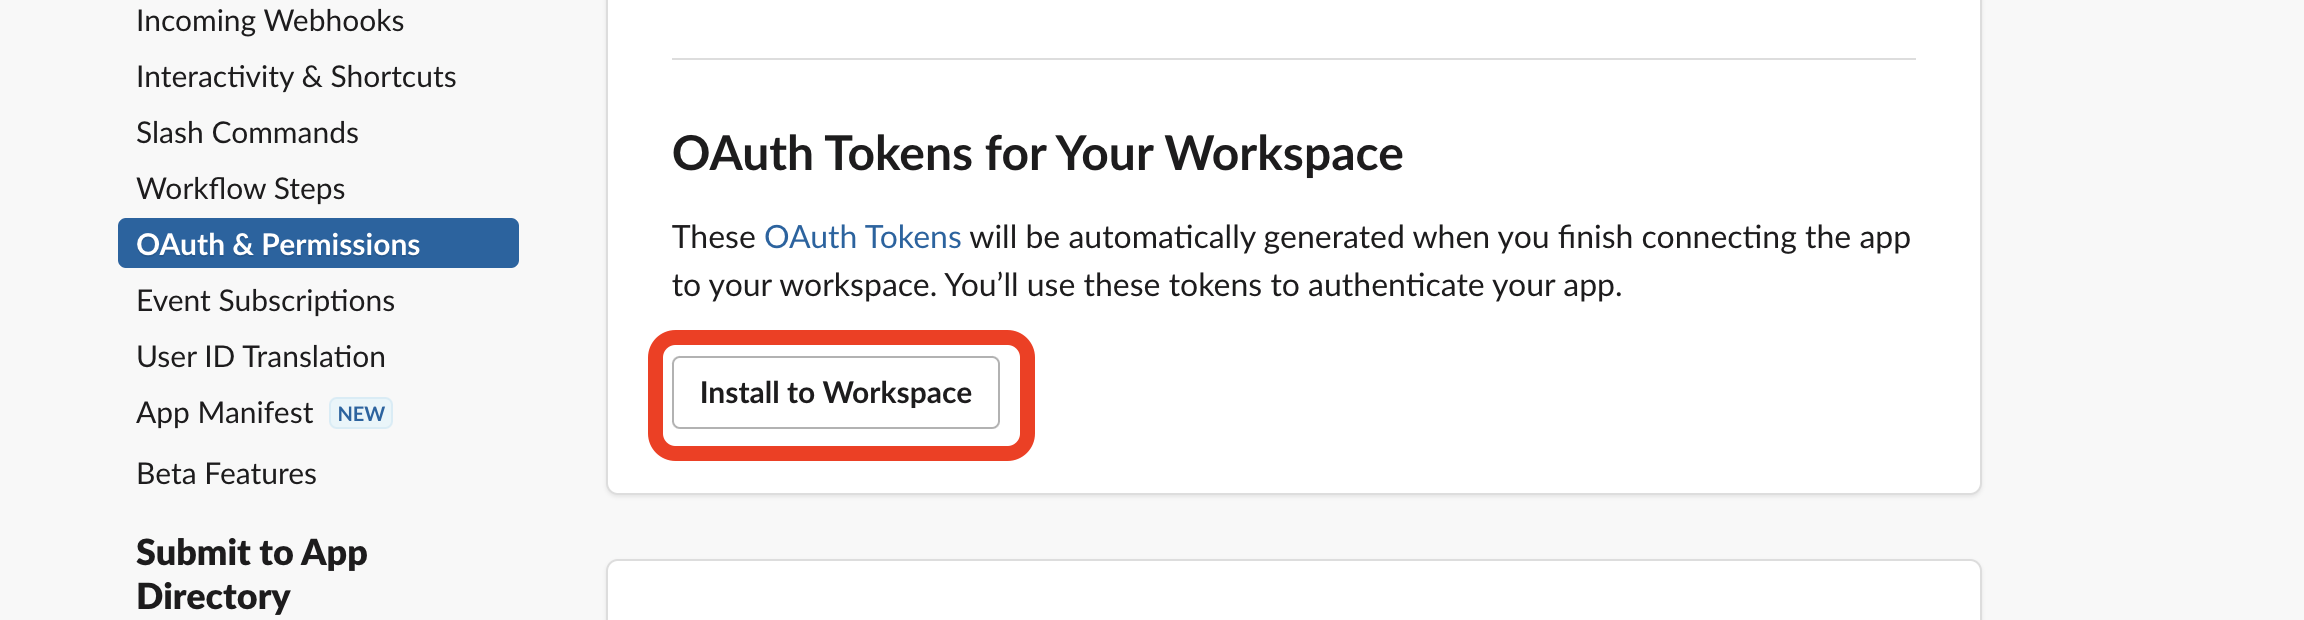 Incoming Webhooks
Interactivity & Shortcuts
Slash Commands
Workflow Steps
OAuth & Permissions
Event Subscriptions
User ID Translation
App Manifest NEW
Beta Features
Submit to App
Directory
OAuth Tokens for Your Workspace
These OAuth Tokens will be automatically generated when you finish connecting the app
to your workspace. You’ll use these tokens to authenticate your app.
Install to Workspace